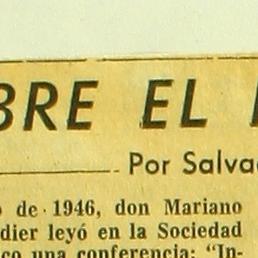 BRE EL
Por Salva
de 1946, don Mariano
dier leyó en la Sociedad
co una conferencia: "In-